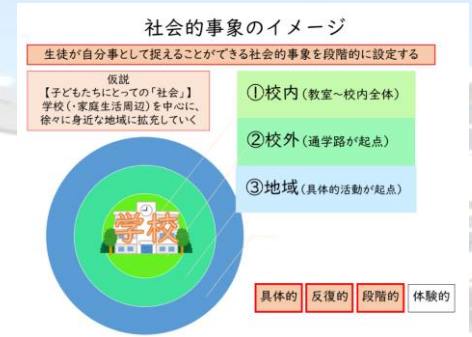 社会的事象のイメージ
生徒が自分事として捉えることができる社会的事象を段階的に設定する
仮説
【子どもたちにとっての「社会」】
学校(・家庭生活周辺)を中心に、
徐々に身近な地域に拡充していく
①校内(教室～校内全体)
②校外(通学路が起点)
③地域(具体的活動が起点)
学校
具体的 反復的 段階的 体験的